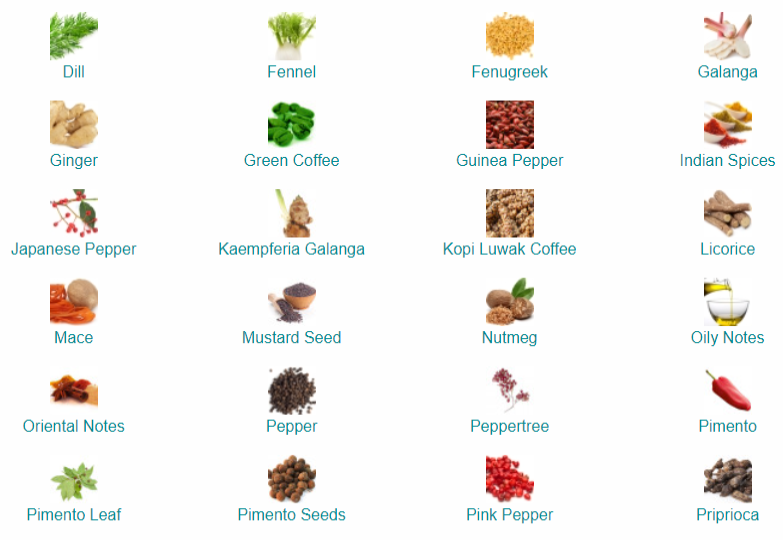 Dill
Fennel
Fenugreek
Galanga
Ginger
Green Coffee
Guinea Pepper
Indian Spices
Japanese Pepper
Kaempferia Galanga
Kopi Luwak Coffee
Licorice
Mace
Mustard Seed
Nutmeg
Oily Notes
Oriental Notes
Pepper
Peppertree
Pimento
Pimento Leaf
Pimento Seeds
Pink Pepper
Priprioca